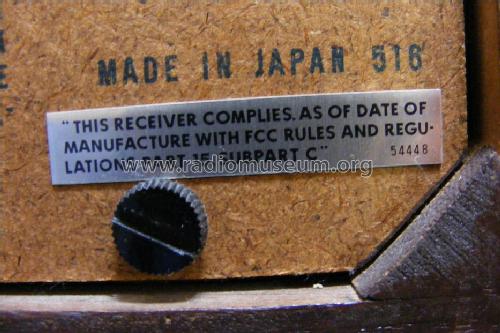 MADE IN JAPAN 516
"THIS RECEIVER COMPLIES. AS OF DATE OF
MANUFACTURE WITH FCC RULES AND REGU-
LATION SUBPART C" 54448
www.radiomuseum.org